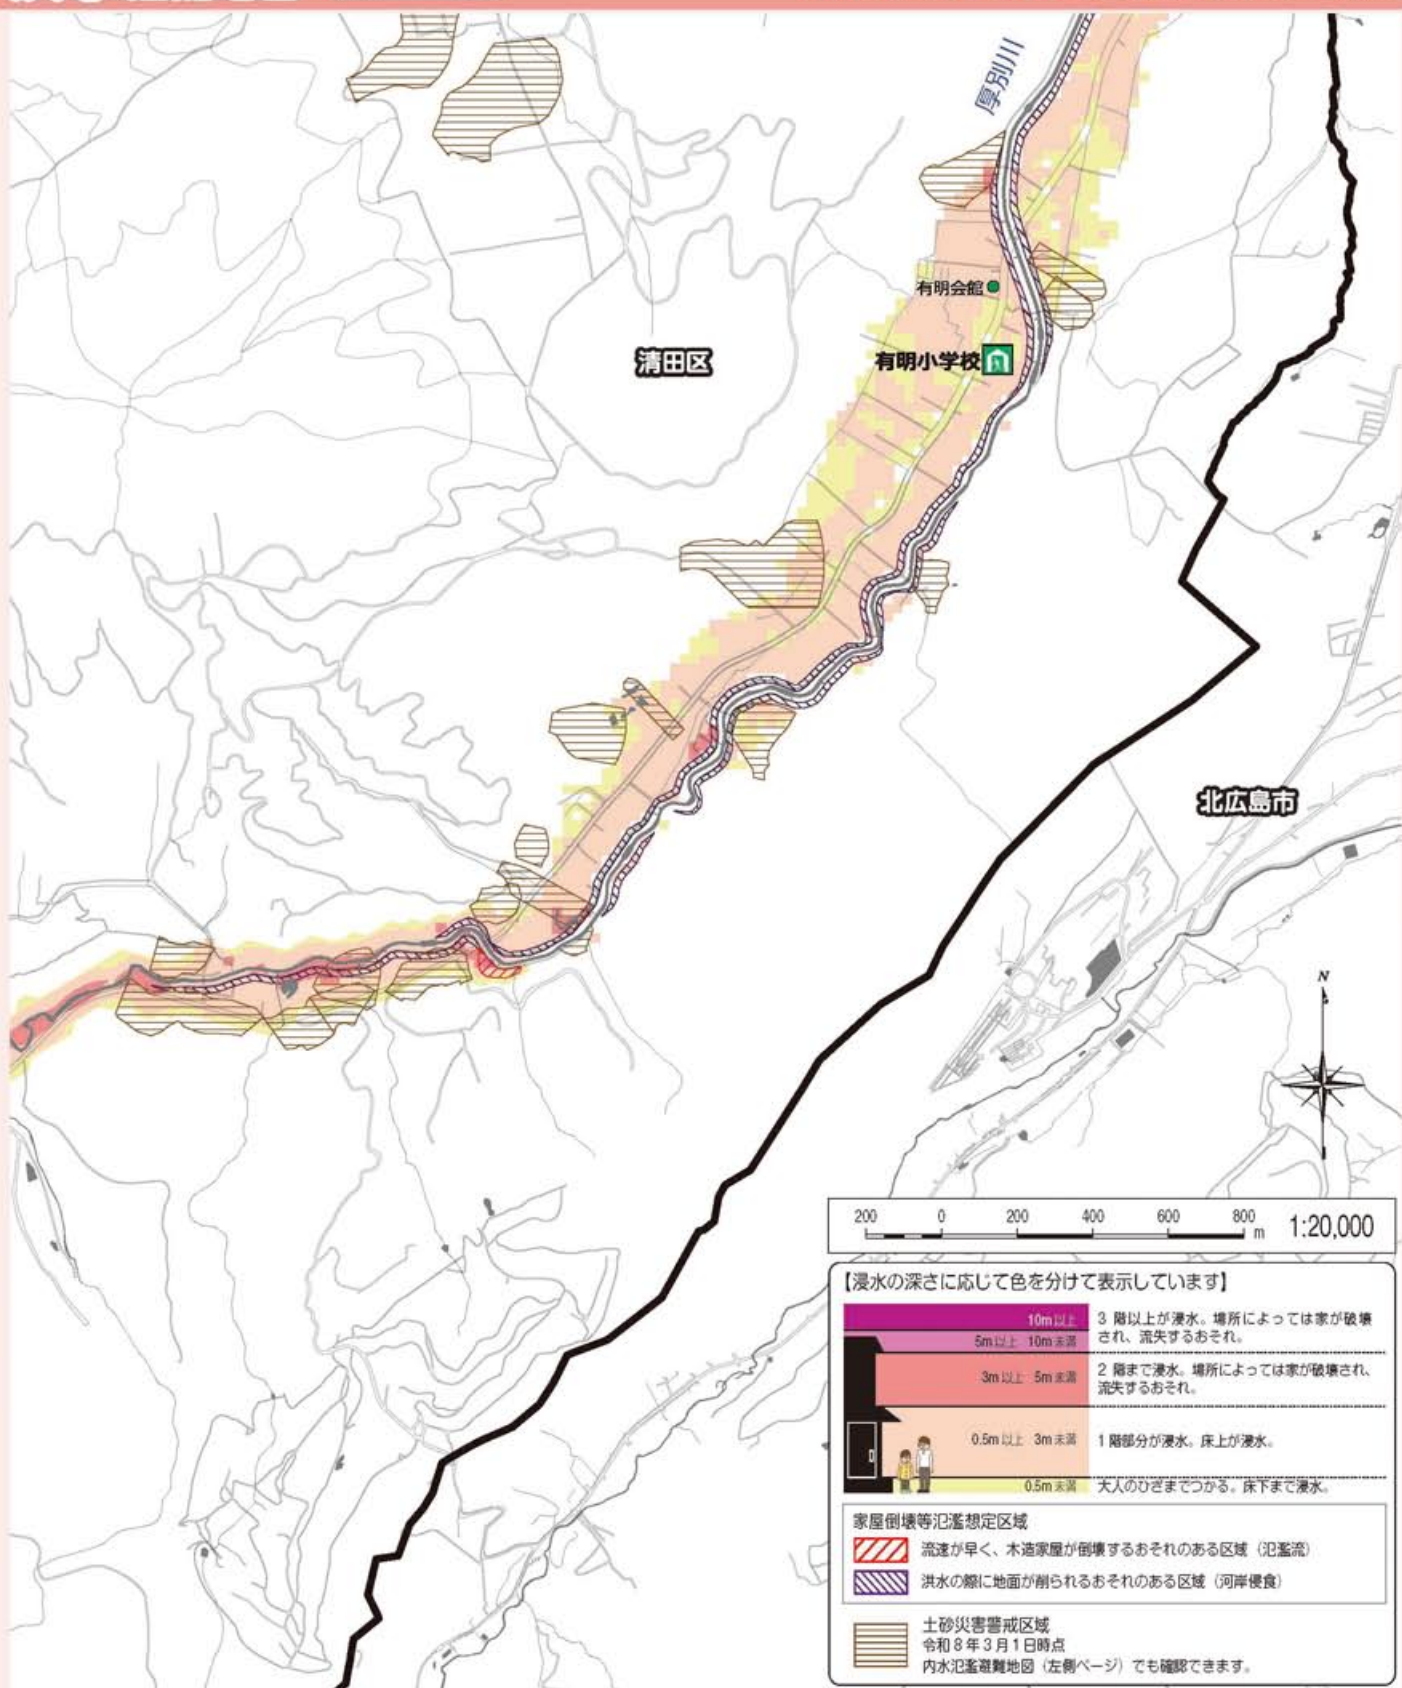 厚別川
有明会館
清田区
有明小学校
北広島市
N
200 0 200 400 600 800 m 1:20,000
【浸水の深さに応じて色を分けて表示しています】
10m以上
5m以上 10m未満
3 階以上が浸水。場所によっては家が破壊
され、流失するおそれ。
3m以上 5m未満
2 階まで浸水。場所によっては家が破壊され、
流失するおそれ。
0.5m以上 3m未満
1 階部分が浸水。床上が浸水。
0.5m未満
大人のひざまでつかる。床下まで浸水。
家屋倒壊等氾濫想定区域
流速が早く、木造家屋が倒壊するおそれのある区域（氾濫流）
洪水の際に地面が削られるおそれのある区域（河岸侵食）
土砂災害警戒区域
令和８年３月１日時点
内水氾濫避難地図（左側ページ）でも確認できます。